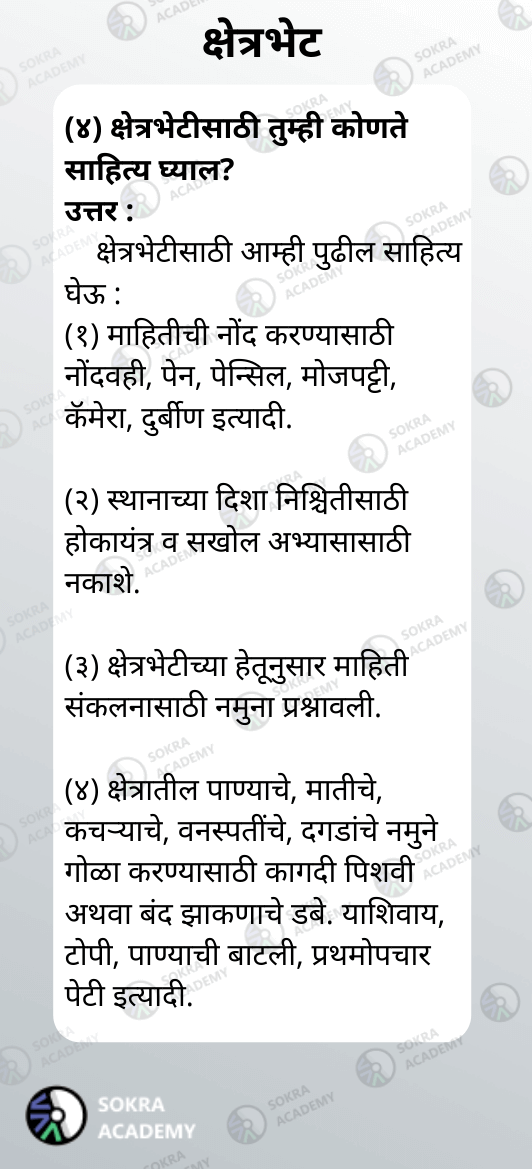 क्षेत्रभेट
(४) क्षेत्रभेटीसाठी तुम्ही कोणते
साहित्य घ्याल?
उत्तर :
क्षेत्रभेटीसाठी आम्ही पुढील साहित्य
घेऊ :
(१) माहितीची नोंद करण्यासाठी
नोंदवही, पेन, पेन्सिल, मोजपट्टी,
कॅमेरा, दुर्बीण इत्यादी.
(२) स्थानाच्या दिशा निश्चितीसाठी
होकायंत्र व सखोल अभ्यासासाठी
नकाशे.
(३) क्षेत्रभेटीच्या हेतूनुसार माहिती
संकलनासाठी नमुना प्रश्नावली.
(४) क्षेत्रातील पाण्याचे, मातीचे,
कचऱ्याचे, वनस्पतींचे, दगडांचे नमुने
गोळा करण्यासाठी कागदी पिशवी
अथवा बंद झाकणाचे डबे. याशिवाय,
टोपी, पाण्याची बाटली, प्रथमोपचार
पेटी इत्यादी.
SOKRA
ACADEMY